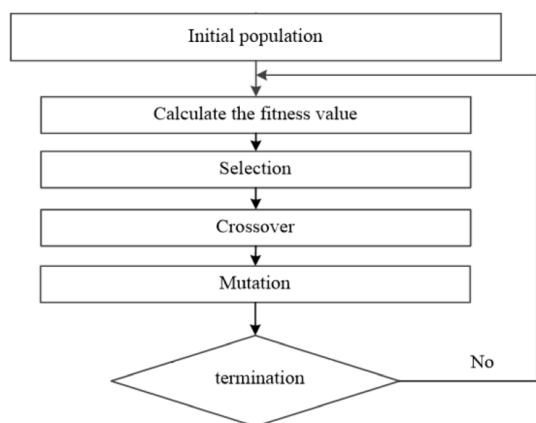 Initial population
Calculate the fitness value
Selection
Crossover
Mutation
termination
No